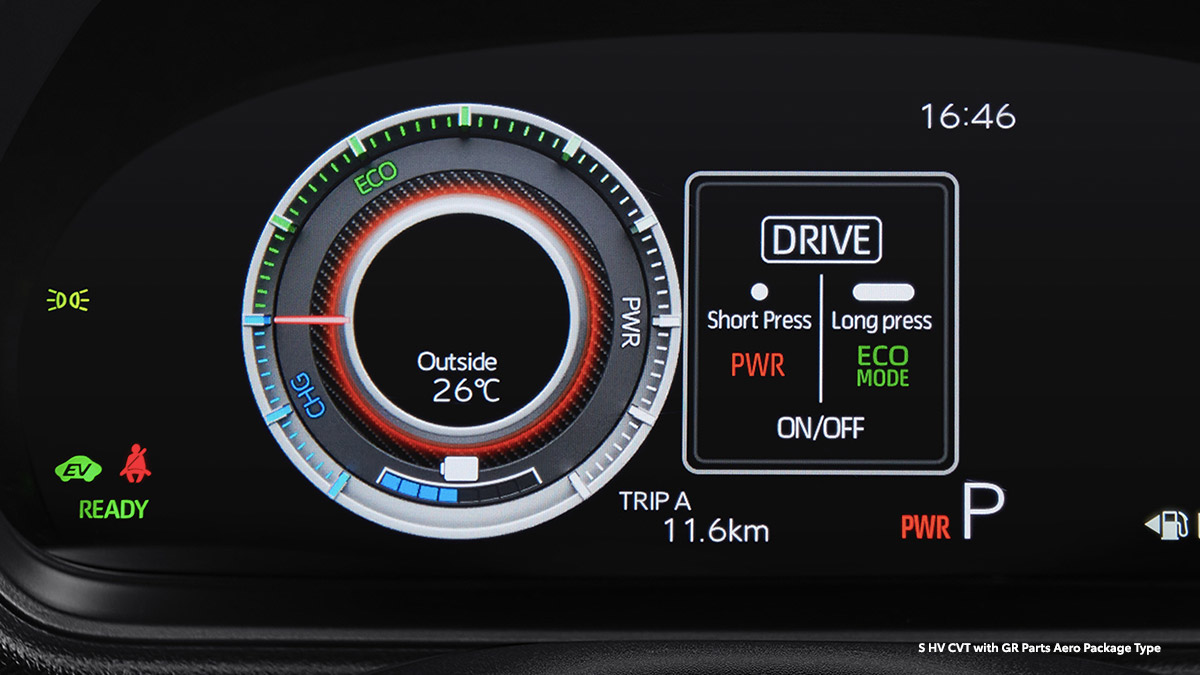 16:46
ECO
DRIVE
PWR
Short Press
Long press
PWR
ECO
MODE
Outside
26℃
CHG
ON/OFF
EV
READY
TRIP A
11.6km
PWR
P
S HV CVT with GR Parts Aero Package Type